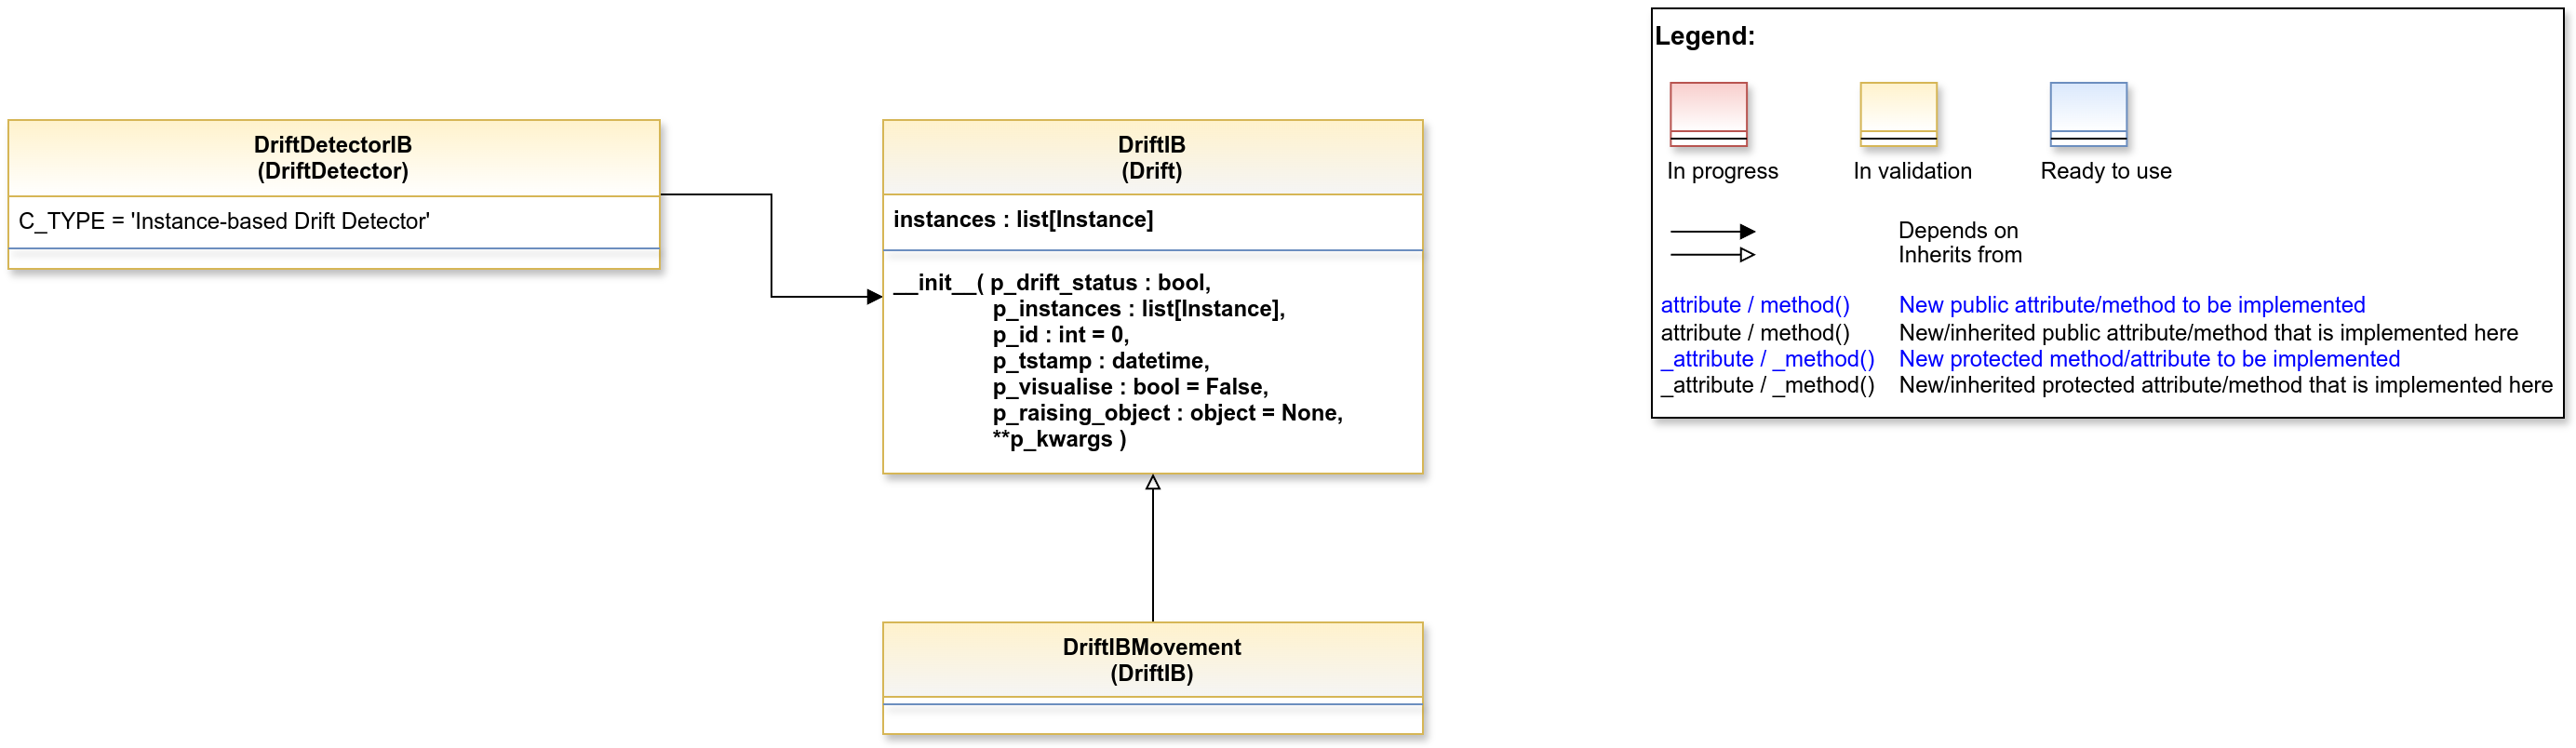 DriftDetectorIB
(DriftDetector)
C_TYPE = 'Instance-based Drift Detector'
DriftIB
(Drift)
instances : list[Instance]
__init__( p_drift_status : bool,
p_instances : list[Instance],
p_id : int = 0,
p_tstamp : datetime,
p_visualise : bool = False,
p_raising_object : object = None,
**p_kwargs )
DriftIBMovement
(DriftIB)
Legend:
In progress
In validation
Ready to use
Depends on
Inherits from
attribute / method() New public attribute/method to be implemented
attribute / method() New/inherited public attribute/method that is implemented here
_attribute / _method() New protected method/attribute to be implemented
_attribute / _method() New/inherited protected attribute/method that is implemented here